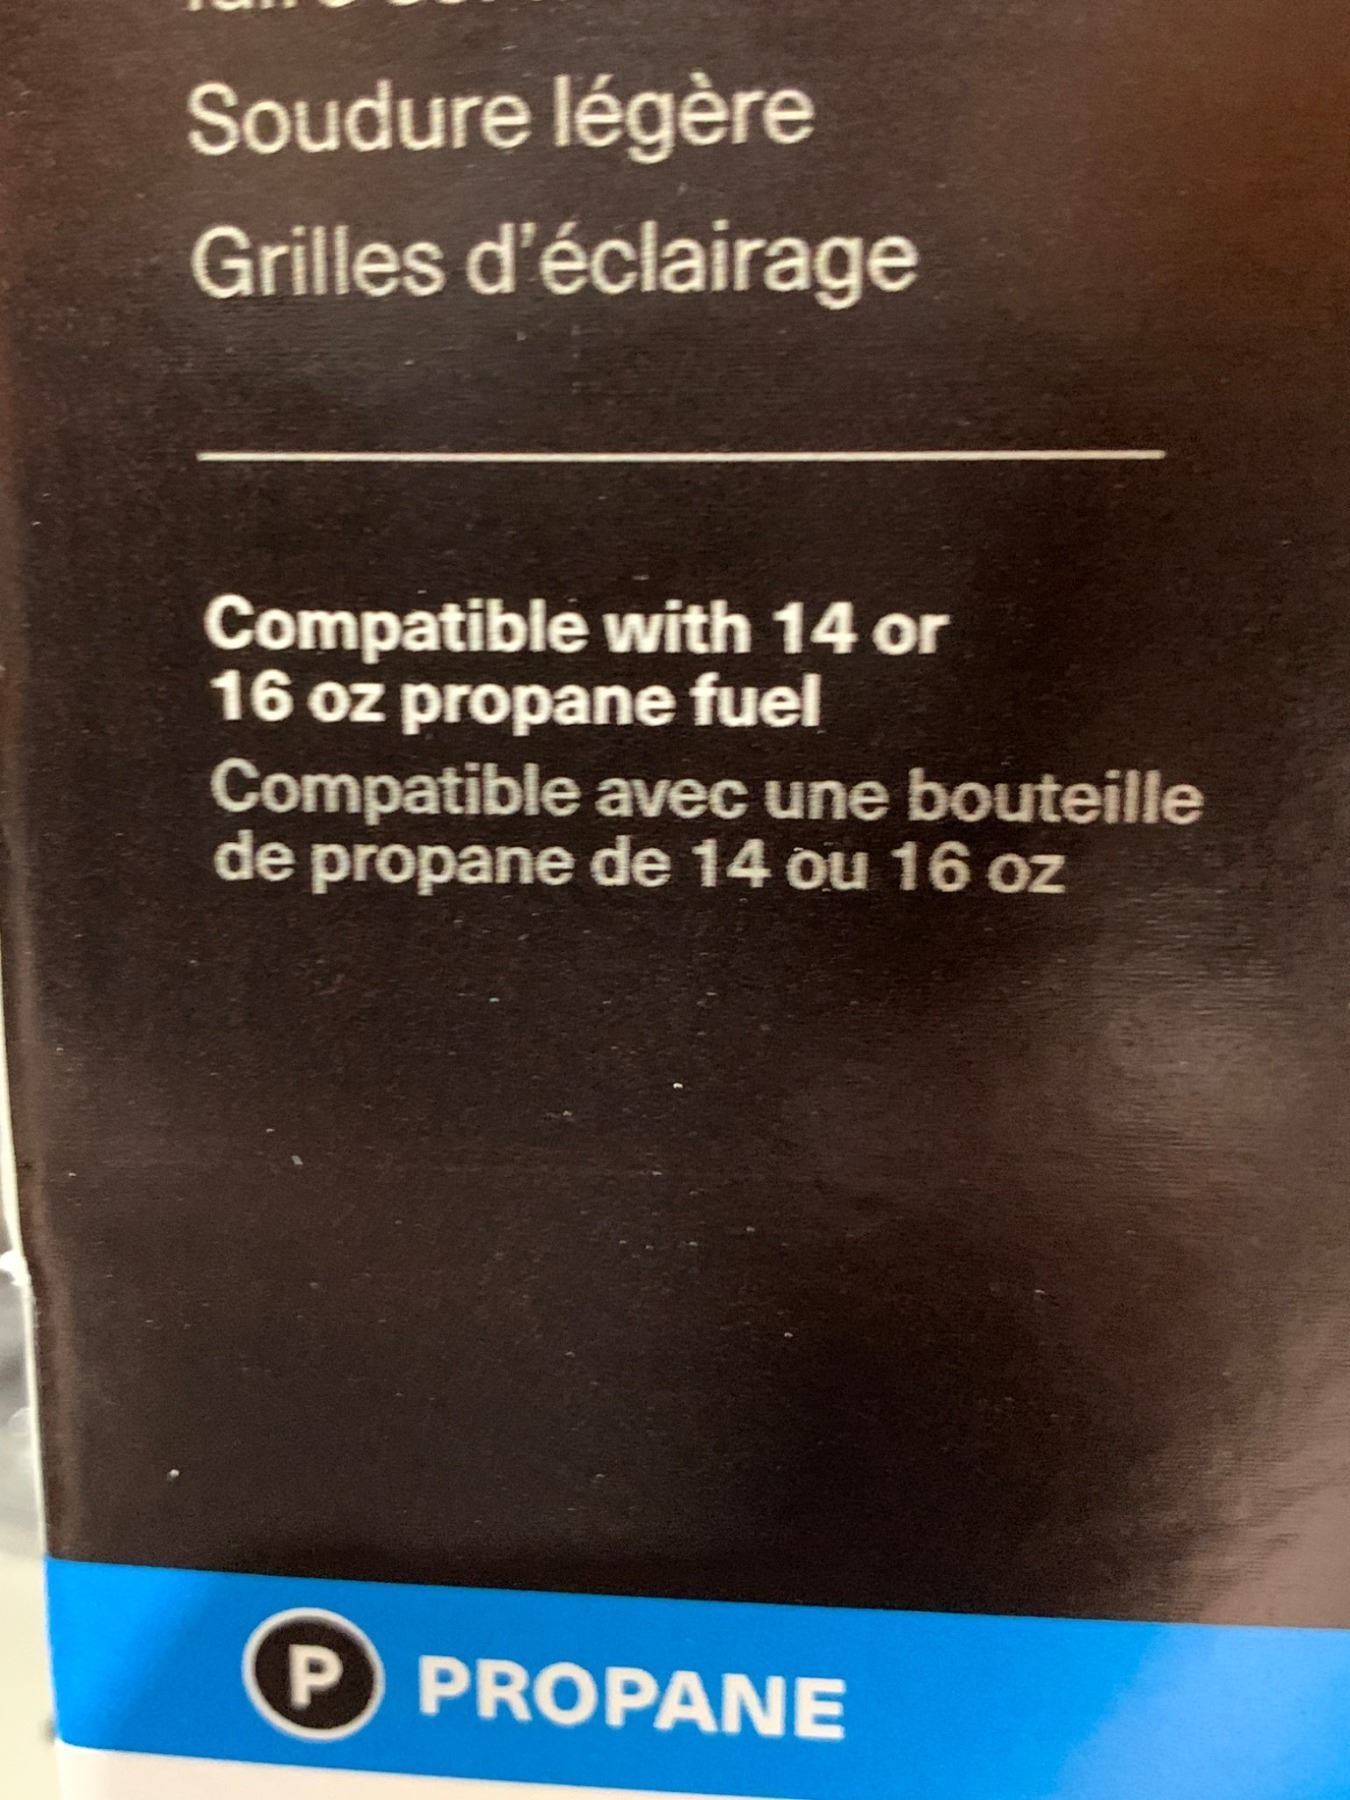 Soudure légère
Grilles d'éclairage
Compatible with 14 or
16 oz propane fuel
Compatible avec une bouteille
de propane de 14 ou 16 oz
P PROPANE